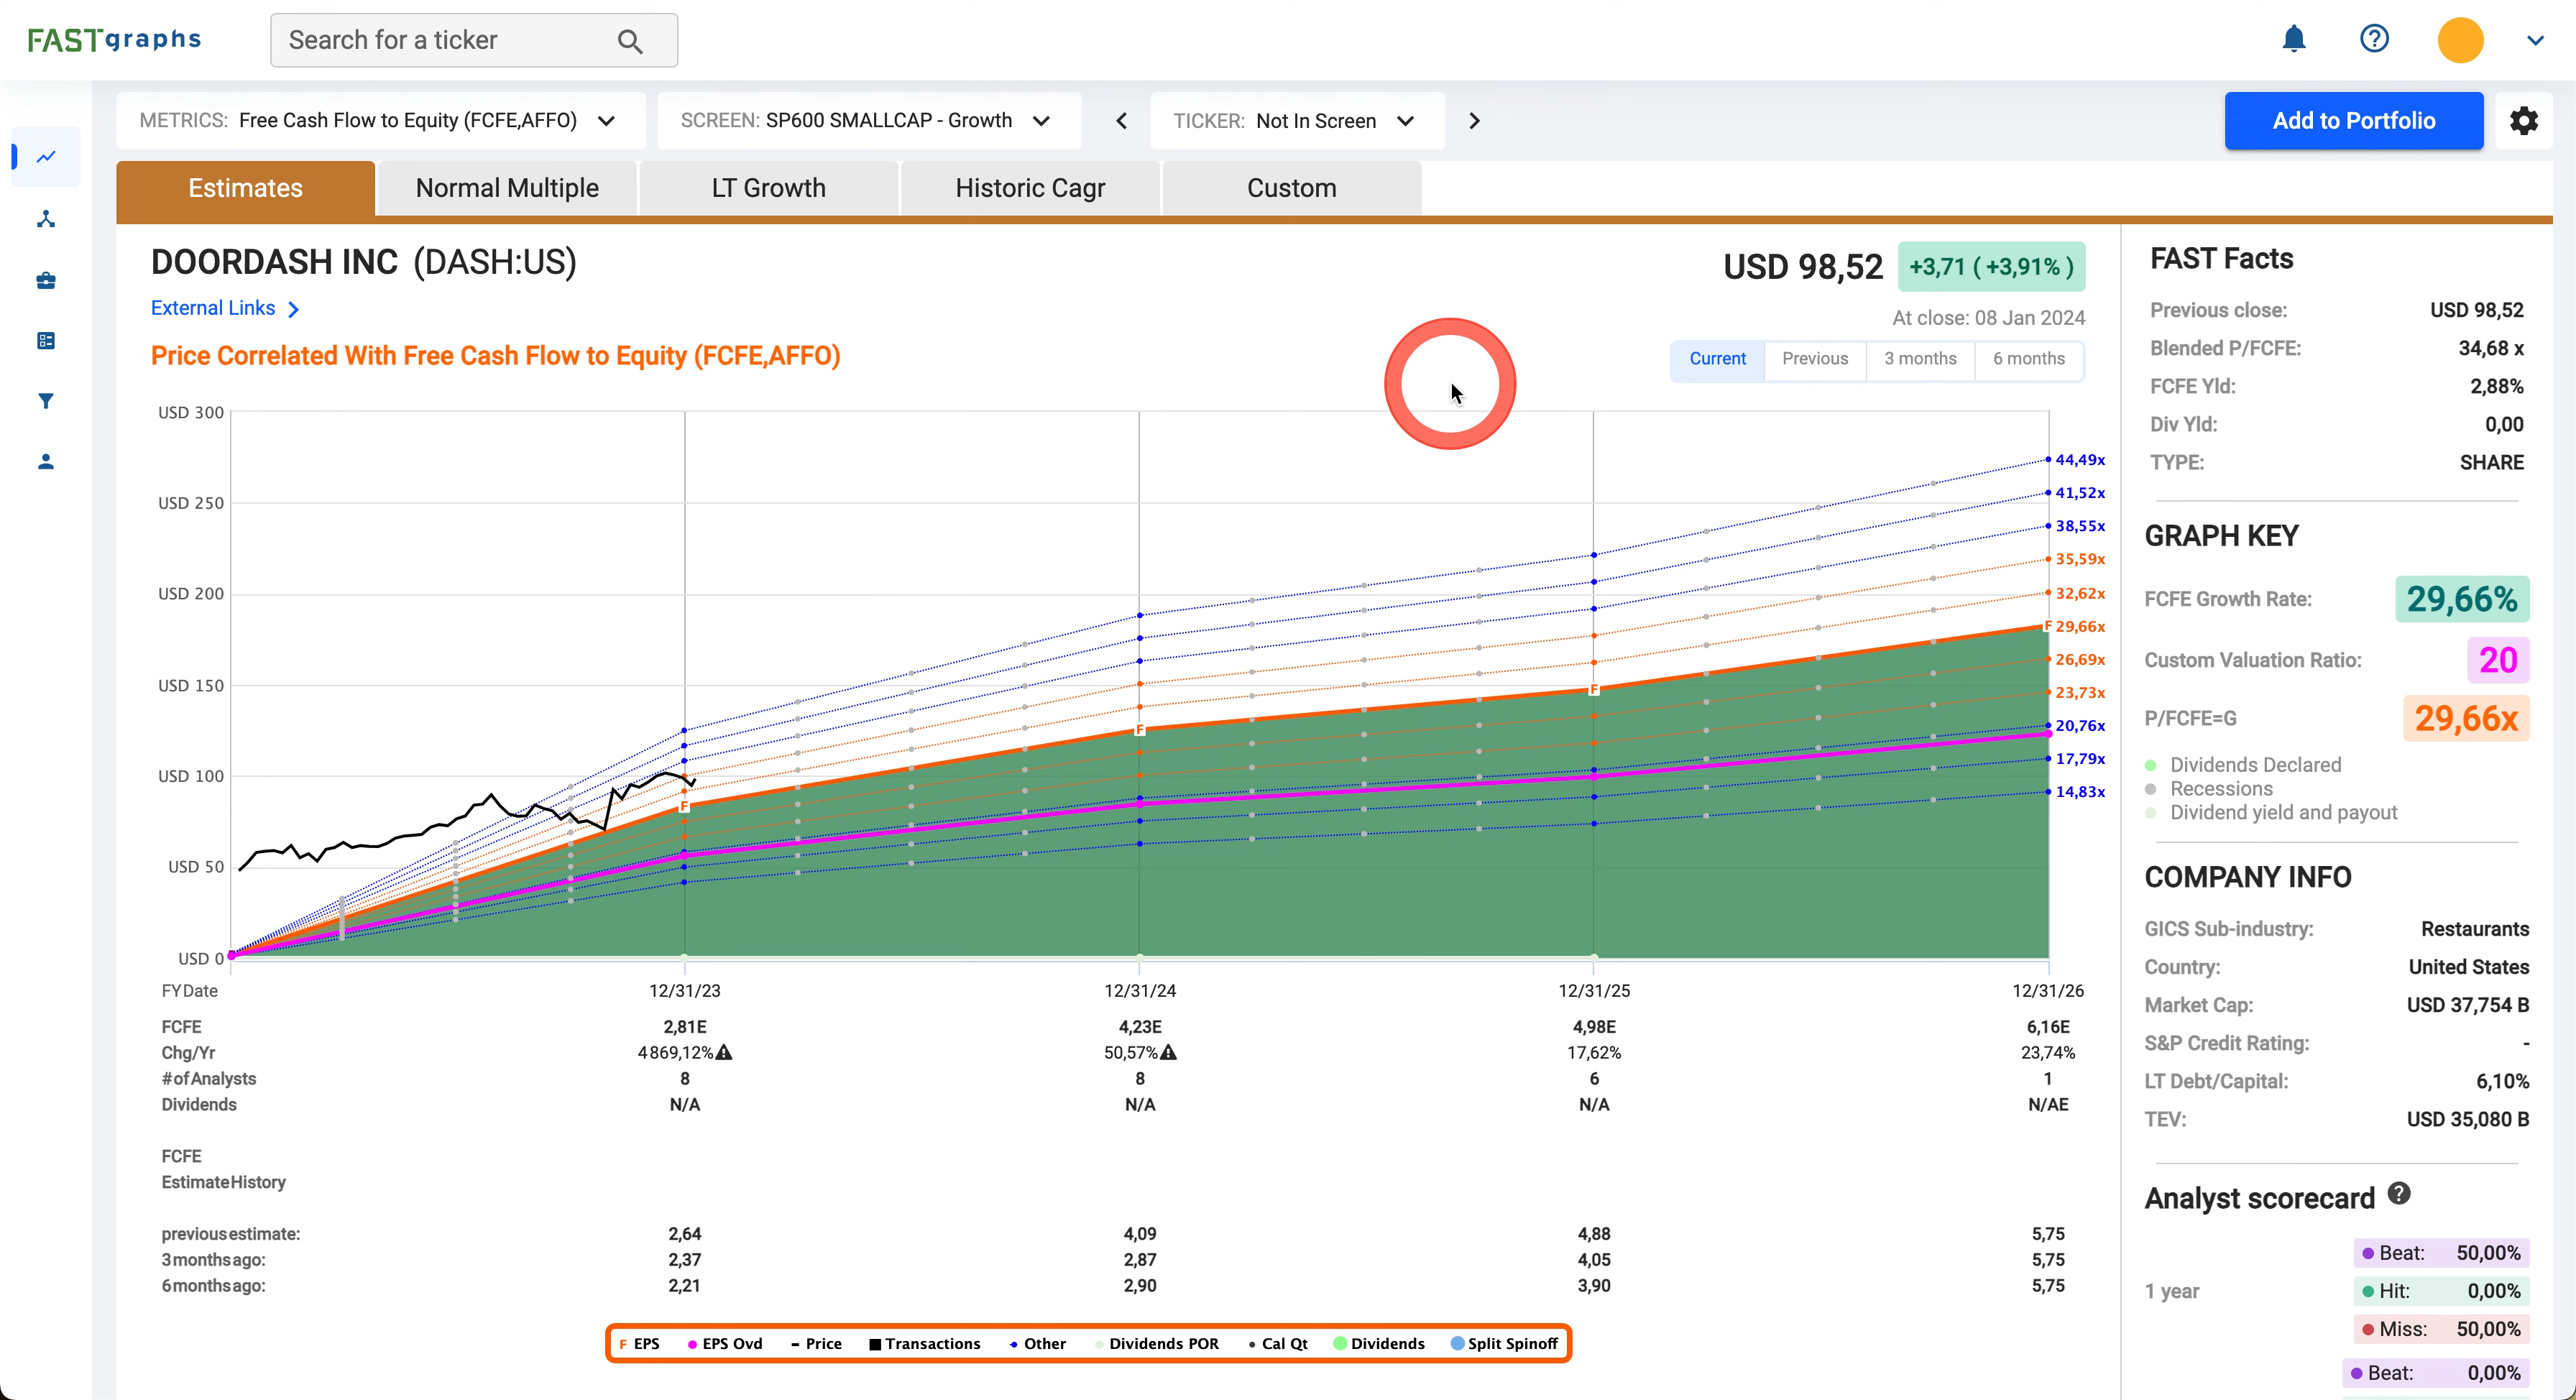 FASTgraphs
Search for a ticker
METRICS: Free Cash Flow to Equity (FCFE,AFFO)
SCREEN: SP600 SMALLCAP - Growth
TICKER: Not In Screen
Add to Portfolio
Estimates
Normal Multiple
LT Growth
Historic Cagr
Custom
DOORDASH INC (DASH:US)
External Links
Price Correlated With Free Cash Flow to Equity (FCFE,AFFO)
USD 98,52
+3,71 ( +3,91% )
At close: 08 Jan 2024
Current Previous 3 months 6 months
USD 300
USD 250
USD 200
USD 150
USD 100
USD 50
USD 0
F
F
F
F
44,49x
41,52x
38,55x
35,59x
32,62x
29,66x
26,69x
23,73x
20,76x
17,79x
14,83x
FYDate 12/31/23 12/31/24 12/31/25 12/31/26
FCFE 2,81E 4,23E 4,98E 6,16E
Chg/Yr 4 869,12% 50,57% 17,62% 23,74%
#ofAnalysts 8 8 6 1
Dividends N/A N/A N/A N/AE
FCFE
EstimateHistory
previousestimate: 2,64 4,09 4,88 5,75
3monthsago: 2,37 2,87 4,05 5,75
6monthsago: 2,21 2,90 3,90 5,75
F EPS EPS Ovd Price Transactions Other Dividends POR Cal Qt Dividends Split Spinoff
FAST Facts
Previous close: USD 98,52
Blended P/FCFE: 34,68 x
FCFE Yld: 2,88%
Div Yld: 0,00
TYPE: SHARE
GRAPH KEY
FCFE Growth Rate: 29,66%
Custom Valuation Ratio: 20
P/FCFE=G 29,66x
Dividends Declared
Recessions
Dividend yield and payout
COMPANY INFO
GICS Sub-industry: Restaurants
Country: United States
Market Cap: USD 37,754 B
S&P Credit Rating: -
LT Debt/Capital: 6,10%
TEV: USD 35,080 B
Analyst scorecard ?
1 year
Beat: 50,00%
Hit: 0,00%
Miss: 50,00%
Beat: 0,00%